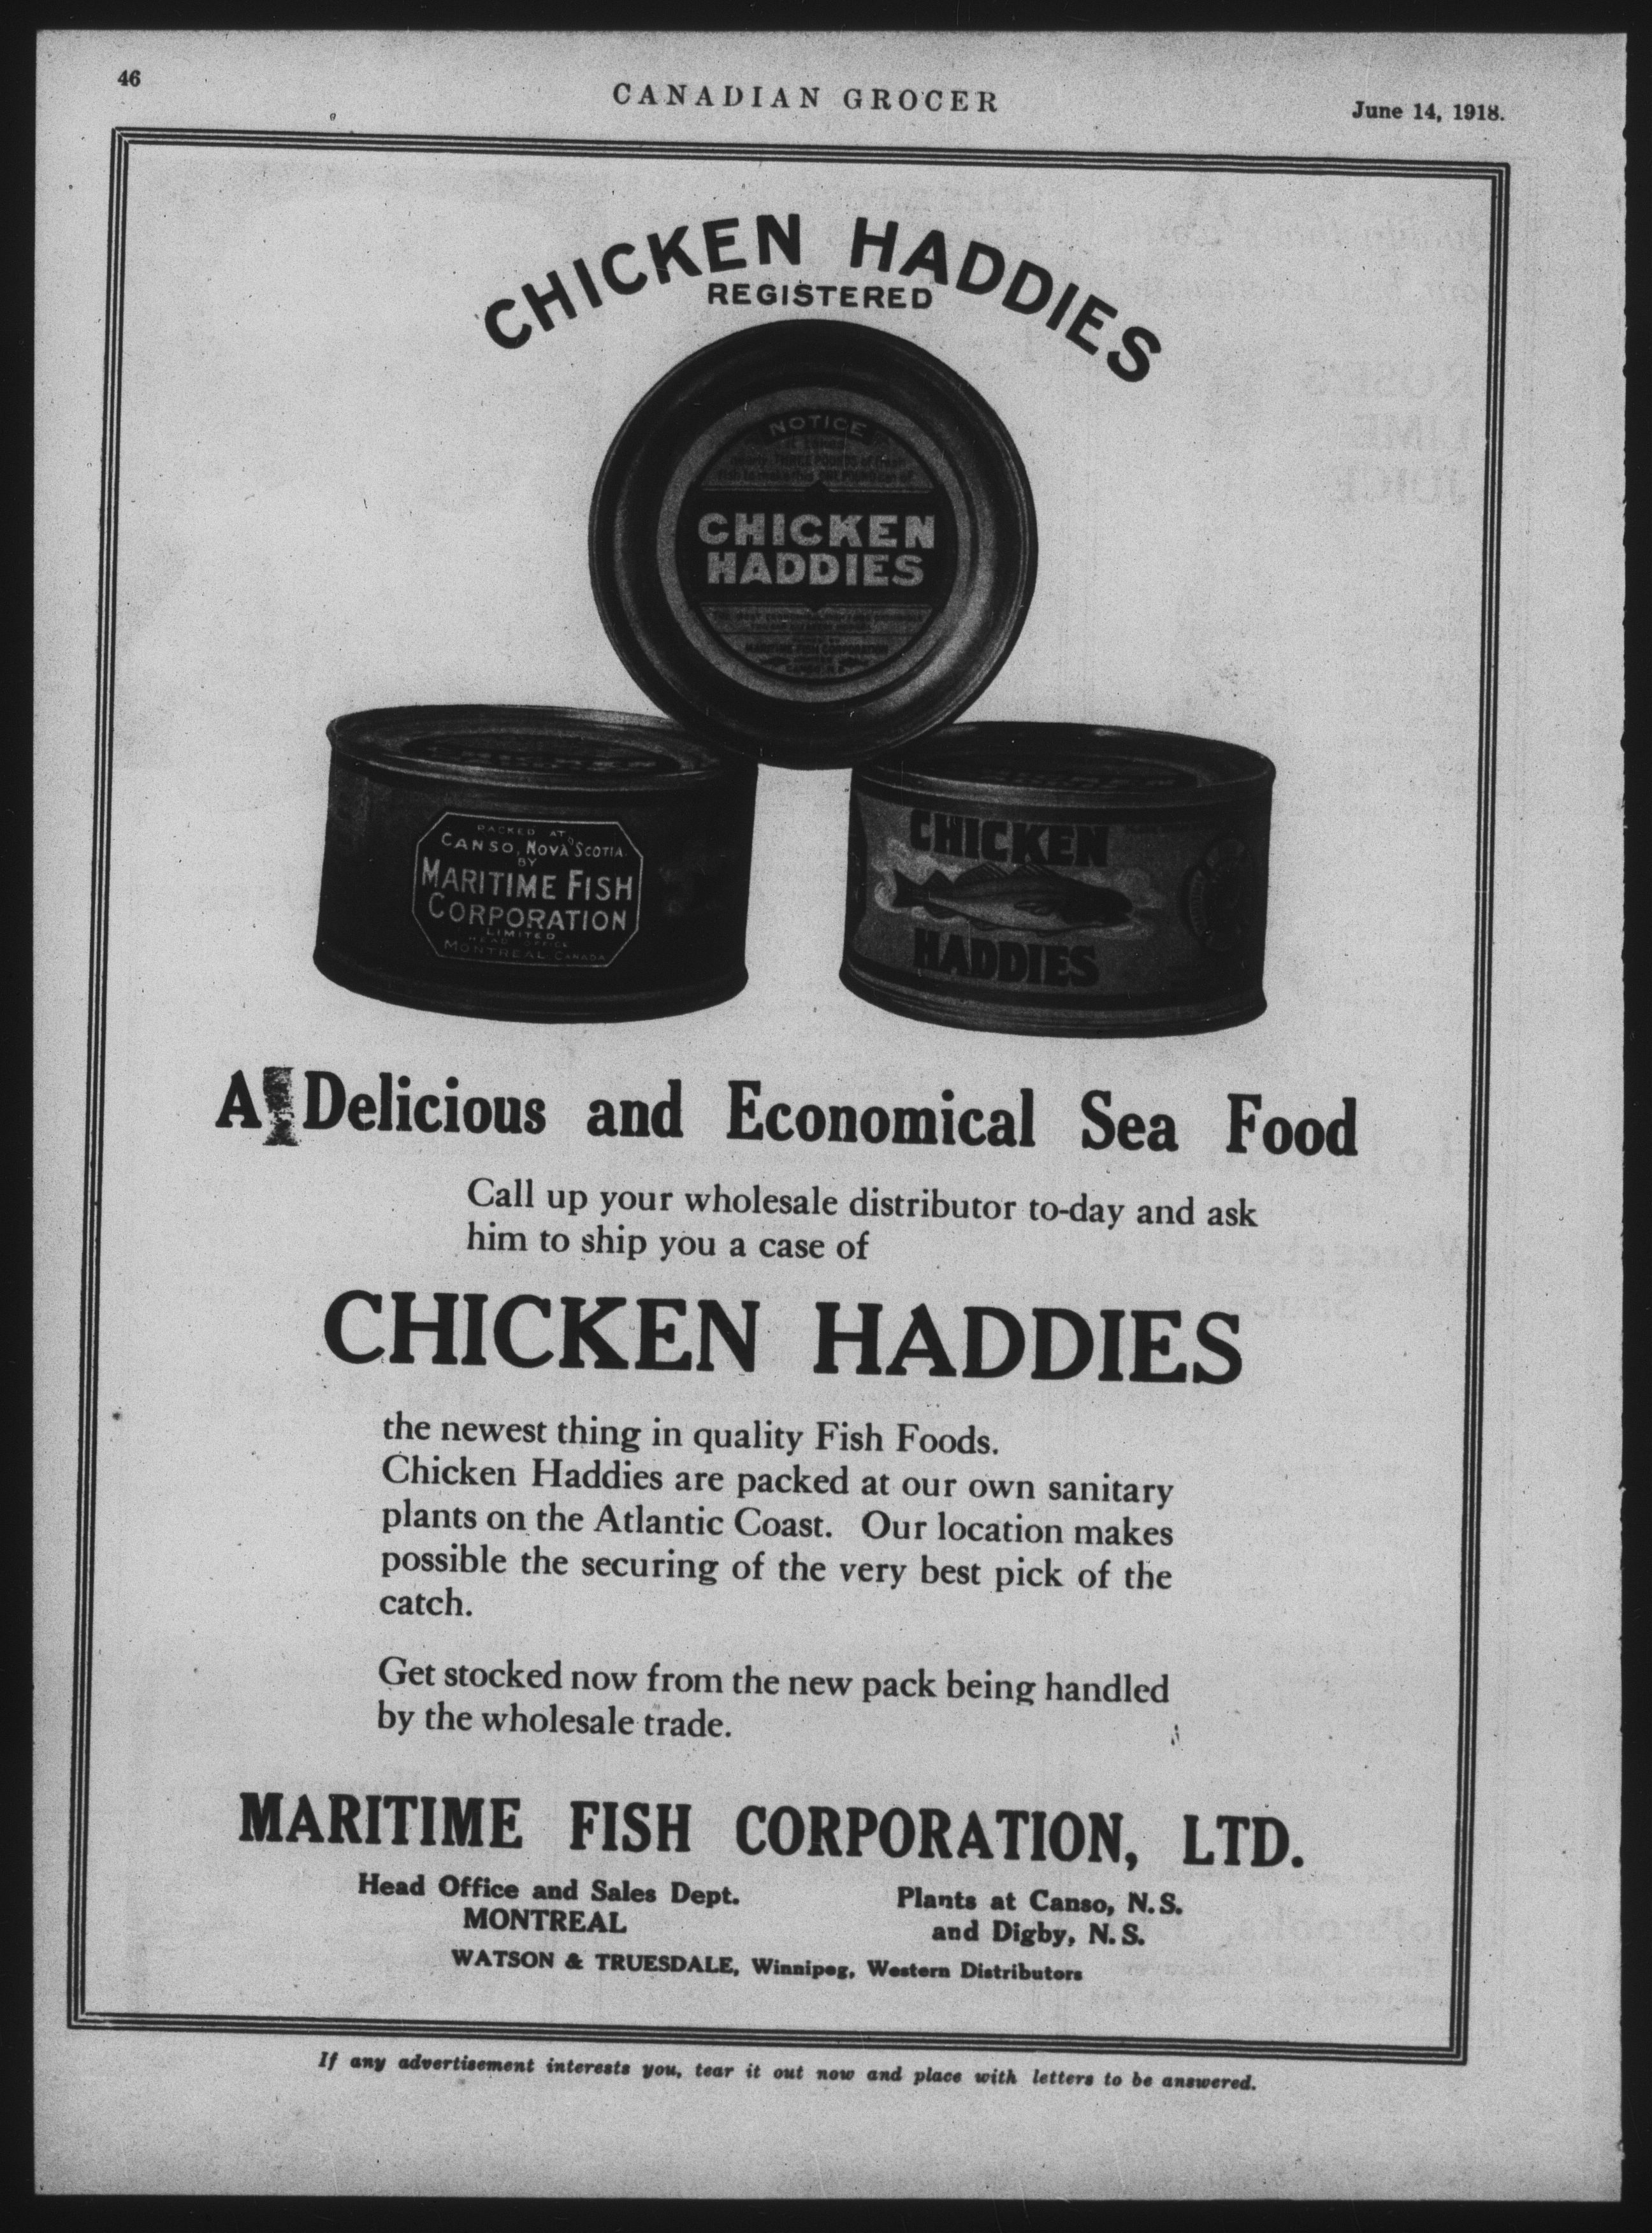 46
CANADIAN GROCER
June 14, 1918.
CHICKEN HADDIES
REGISTERED
NOTICE
CHICKEN
HADDIES
MARITIME FISH CORPORATION
PACKED AT
CANSO, NOVA SCOTIA
BY
MARITIME FISH
CORPORATION
LIMITED
HEAD OFFICE
MONTREAL CANADA
CHICKEN
HADDIES
A Delicious and Economical Sea Food
Call up your wholesale distributor to-day and ask
him to ship you a case of
CHICKEN HADDIES
the newest thing in quality Fish Foods.
Chicken Haddies are packed at our own sanitary
plants on the Atlantic Coast. Our location makes
possible the securing of the very best pick of the
catch.
Get stocked now from the new pack being handled
by the wholesale trade.
MARITIME FISH CORPORATION, LTD.
Head Office and Sales Dept.
MONTREAL
Plants at Canso, N.S.
and Digby, N.S.
WATSON & TRUESDALE, Winnipeg, Western Distributors
If any advertisement interests you, tear it out now and place with letters to be answered.